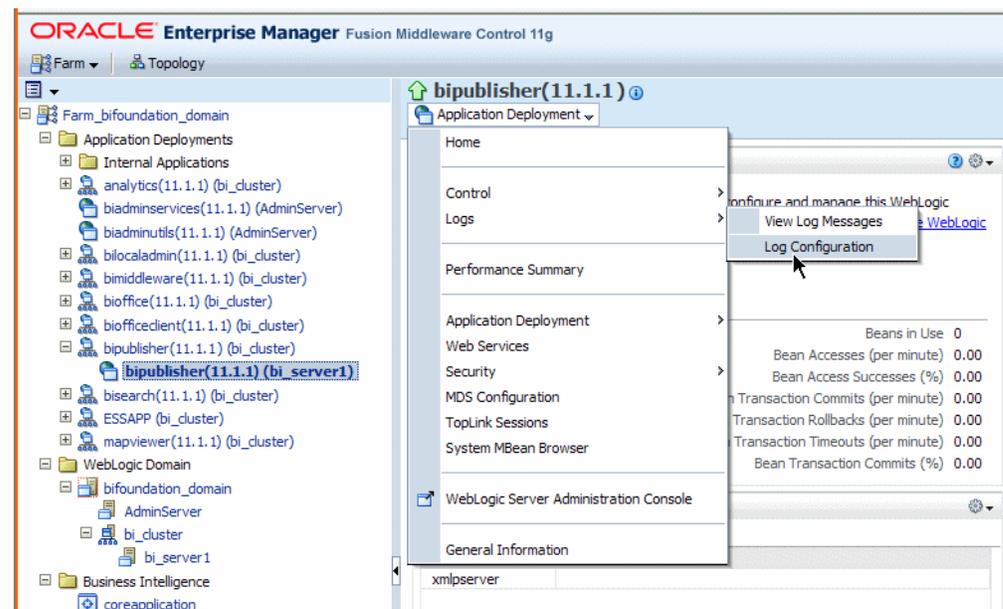 ORACLE Enterprise Manager Fusion Middleware Control 11g
Farm
Topology
Farm_bifoundation_domain
Application Deployments
Internal Applications
analytics(11.1.1) (bi_cluster)
biadminservices(11.1.1) (AdminServer)
biadminutils(11.1.1) (AdminServer)
bilocaladmin(11.1.1) (bi_cluster)
bimiddleware(11.1.1) (bi_cluster)
bioffice(11.1.1) (bi_cluster)
biofficeclient(11.1.1) (bi_cluster)
bipublisher(11.1.1) (bi_cluster)
bipublisher(11.1.1) (bi_server1)
bisearch(11.1.1) (bi_cluster)
ESSAPP (bi_cluster)
mapviewer(11.1.1) (bi_cluster)
WebLogic Domain
bifoundation_domain
AdminServer
bi_cluster
bi_server1
Business Intelligence
coreapplication
bipublisher(11.1.1)
Application Deployment
Home
Control
Logs
Performance Summary
Application Deployment
Web Services
Security
MDS Configuration
TopLink Sessions
System MBean Browser
WebLogic Server Administration Console
General Information
View Log Messages
Log Configuration
configure and manage this WebLogic
WebLogic
Beans in Use 0
Bean Accesses (per minute) 0.00
Bean Access Successes (%) 0.00
Transaction Commits (per minute) 0.00
Transaction Rollbacks (per minute) 0.00
Transaction Timeouts (per minute) 0.00
Bean Transaction Commits (%) 0.00
xmlpserver